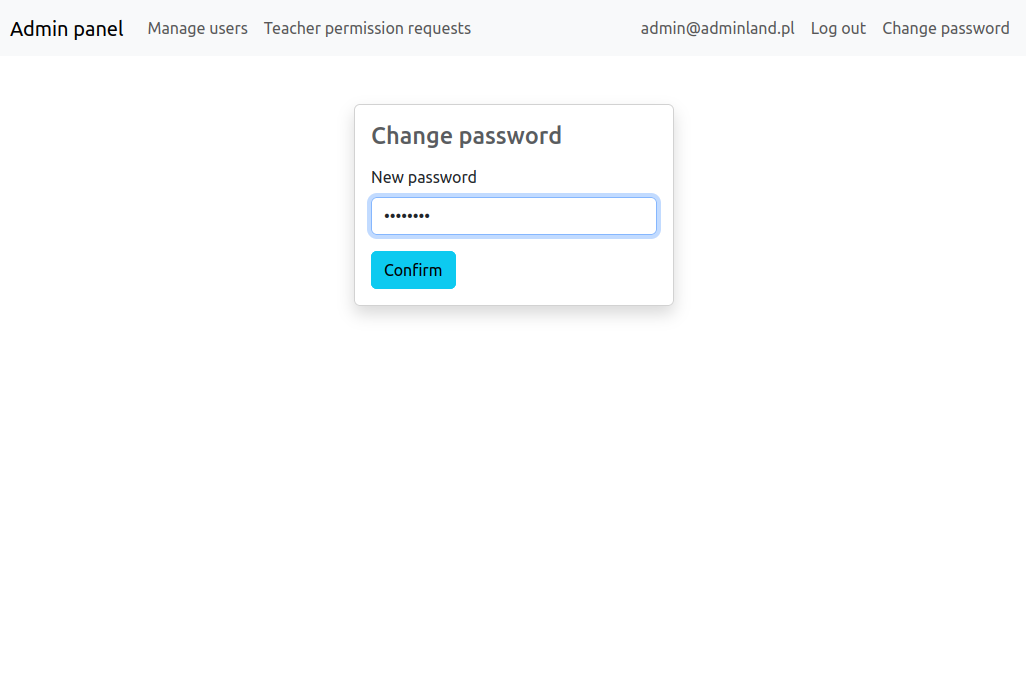 Admin panel Manage users Teacher permission requests admin@adminland.pl Log out Change password
Change password
New password
••••••••
Confirm